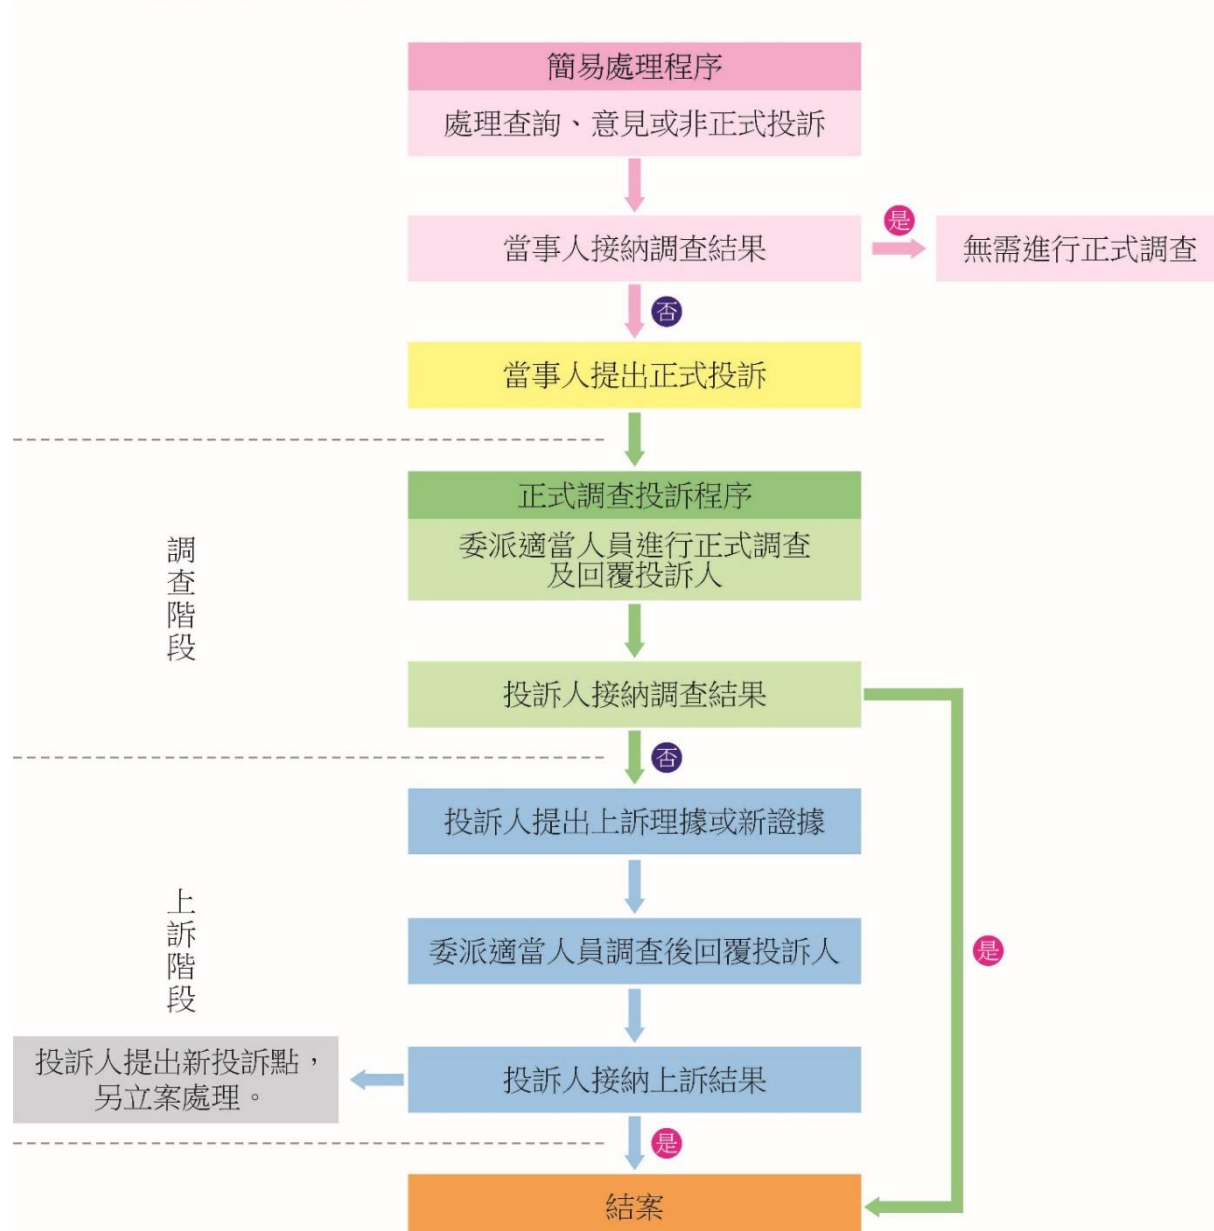 簡易處理程序
處理查詢、意見或非正式投訴
當事人接納調查結果
是
無需進行正式調查
否
當事人提出正式投訴
調查階段
正式調查投訴程序
委派適當人員進行正式調查
及回覆投訴人
投訴人接納調查結果
否
投訴人提出上訴理據或新證據
上訴階段
委派適當人員調查後回覆投訴人
是
投訴人提出新投訴點，
另立案處理。
投訴人接納上訴結果
是
結案